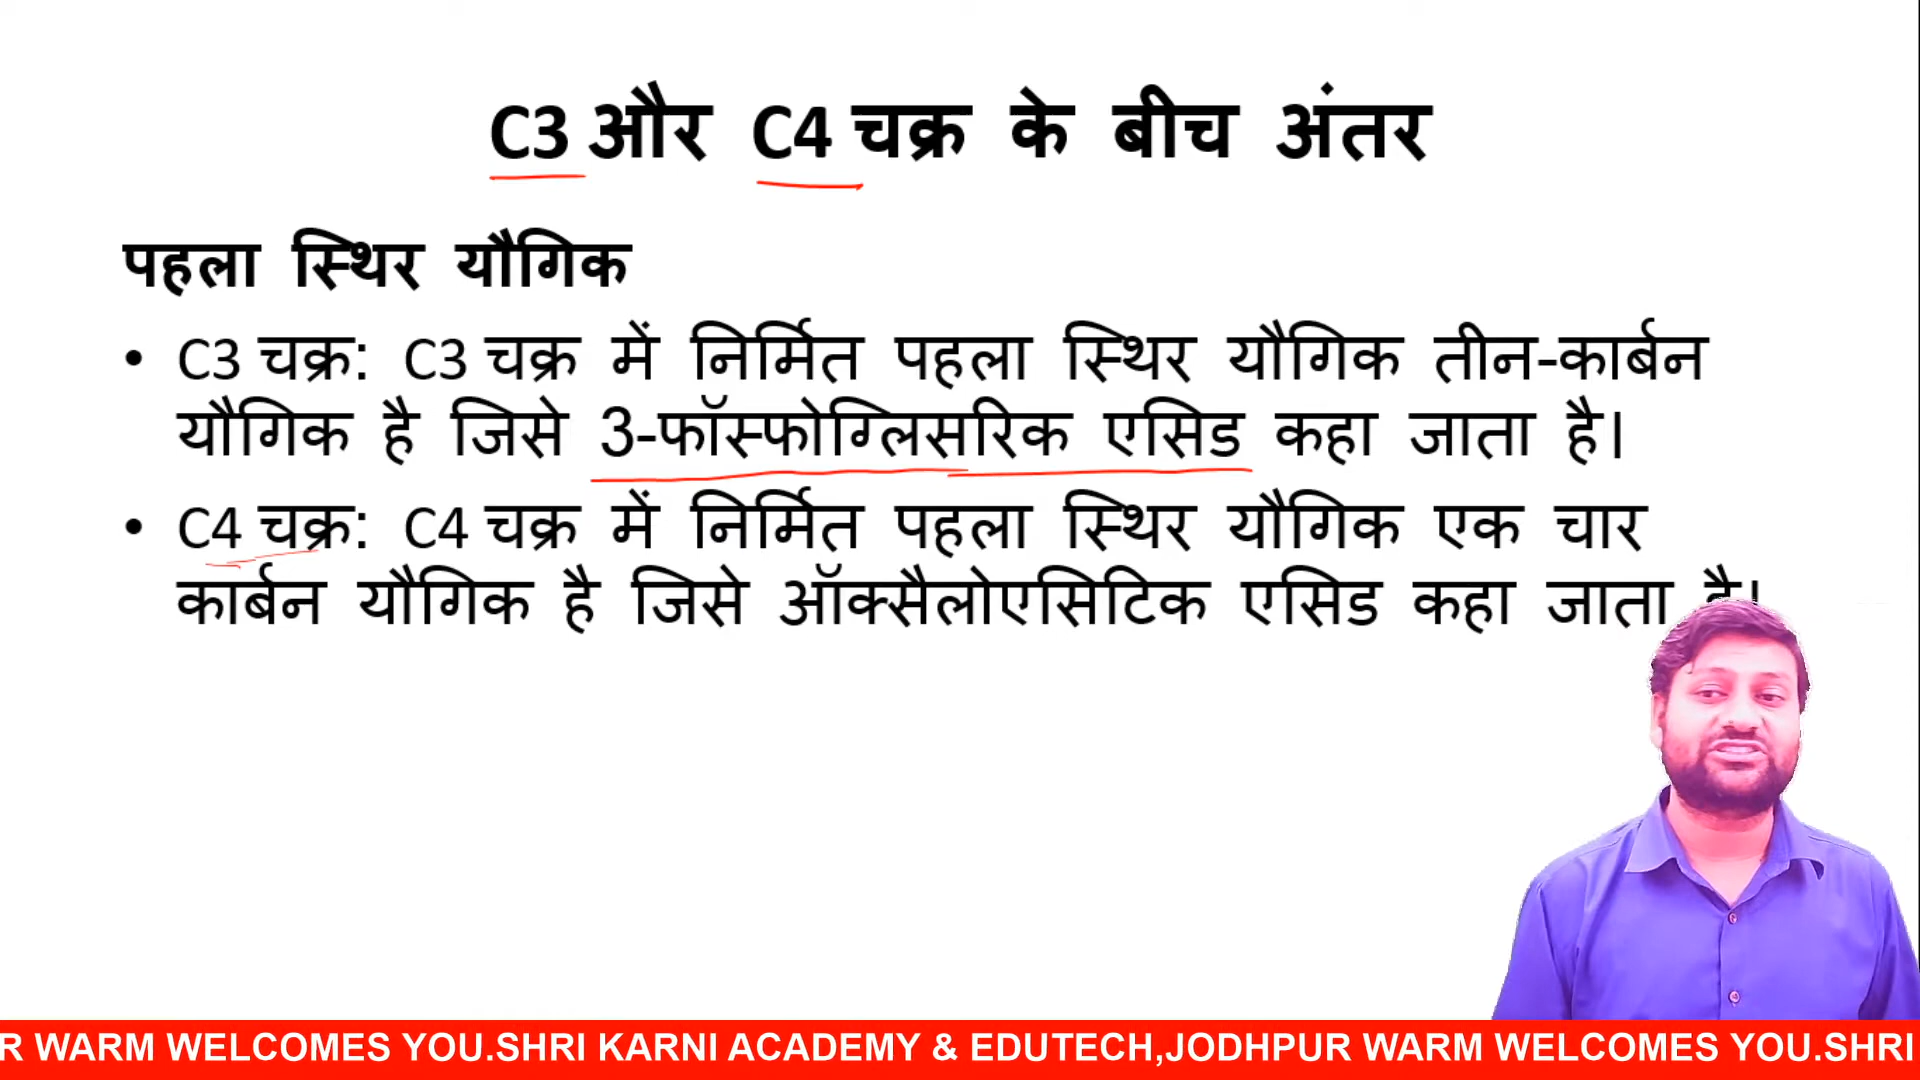 C3 और C4 चक्र के बीच अंतर
पहला स्थिर यौगिक
• C3 चक्र: C3 चक्र में निर्मित पहला स्थिर यौगिक तीन-कार्बन
यौगिक है जिसे 3-फॉस्फोग्लिसरिक एसिड कहा जाता है।
• C4 चक्र: C4 चक्र में निर्मित पहला स्थिर यौगिक एक चार
कार्बन यौगिक है जिसे ऑक्सैलोएसिटिक एसिड कहा जाता है।
R WARM WELCOMES YOU.SHRI KARNI ACADEMY & EDUTECH,JODHPUR WARM WELCOMES YOU.SHRI